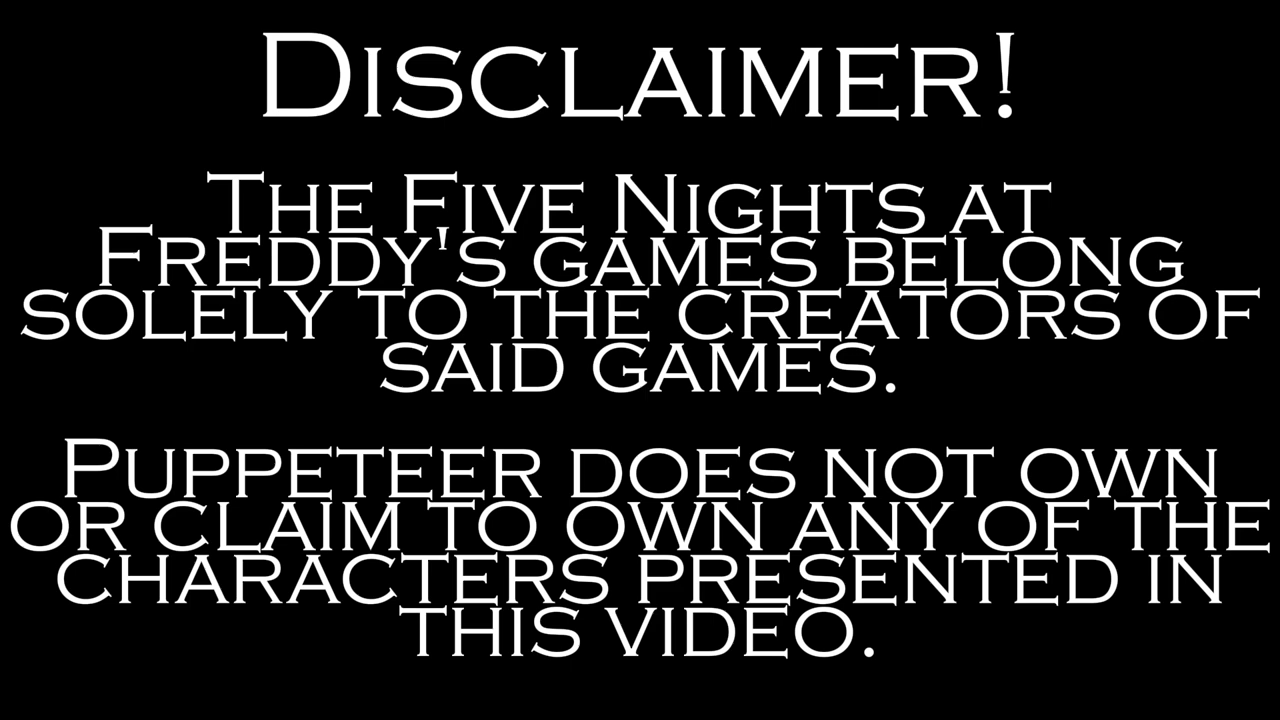 DISCLAIMER!
THE FIVE NIGHTS AT
FREDDY'S GAMES BELONG
SOLELY TO THE CREATORS OF
SAID GAMES.
PUPPETEER DOES NOT OWN
OR CLAIM TO OWN ANY OF THE
CHARACTERS PRESENTED IN
THIS VIDEO.